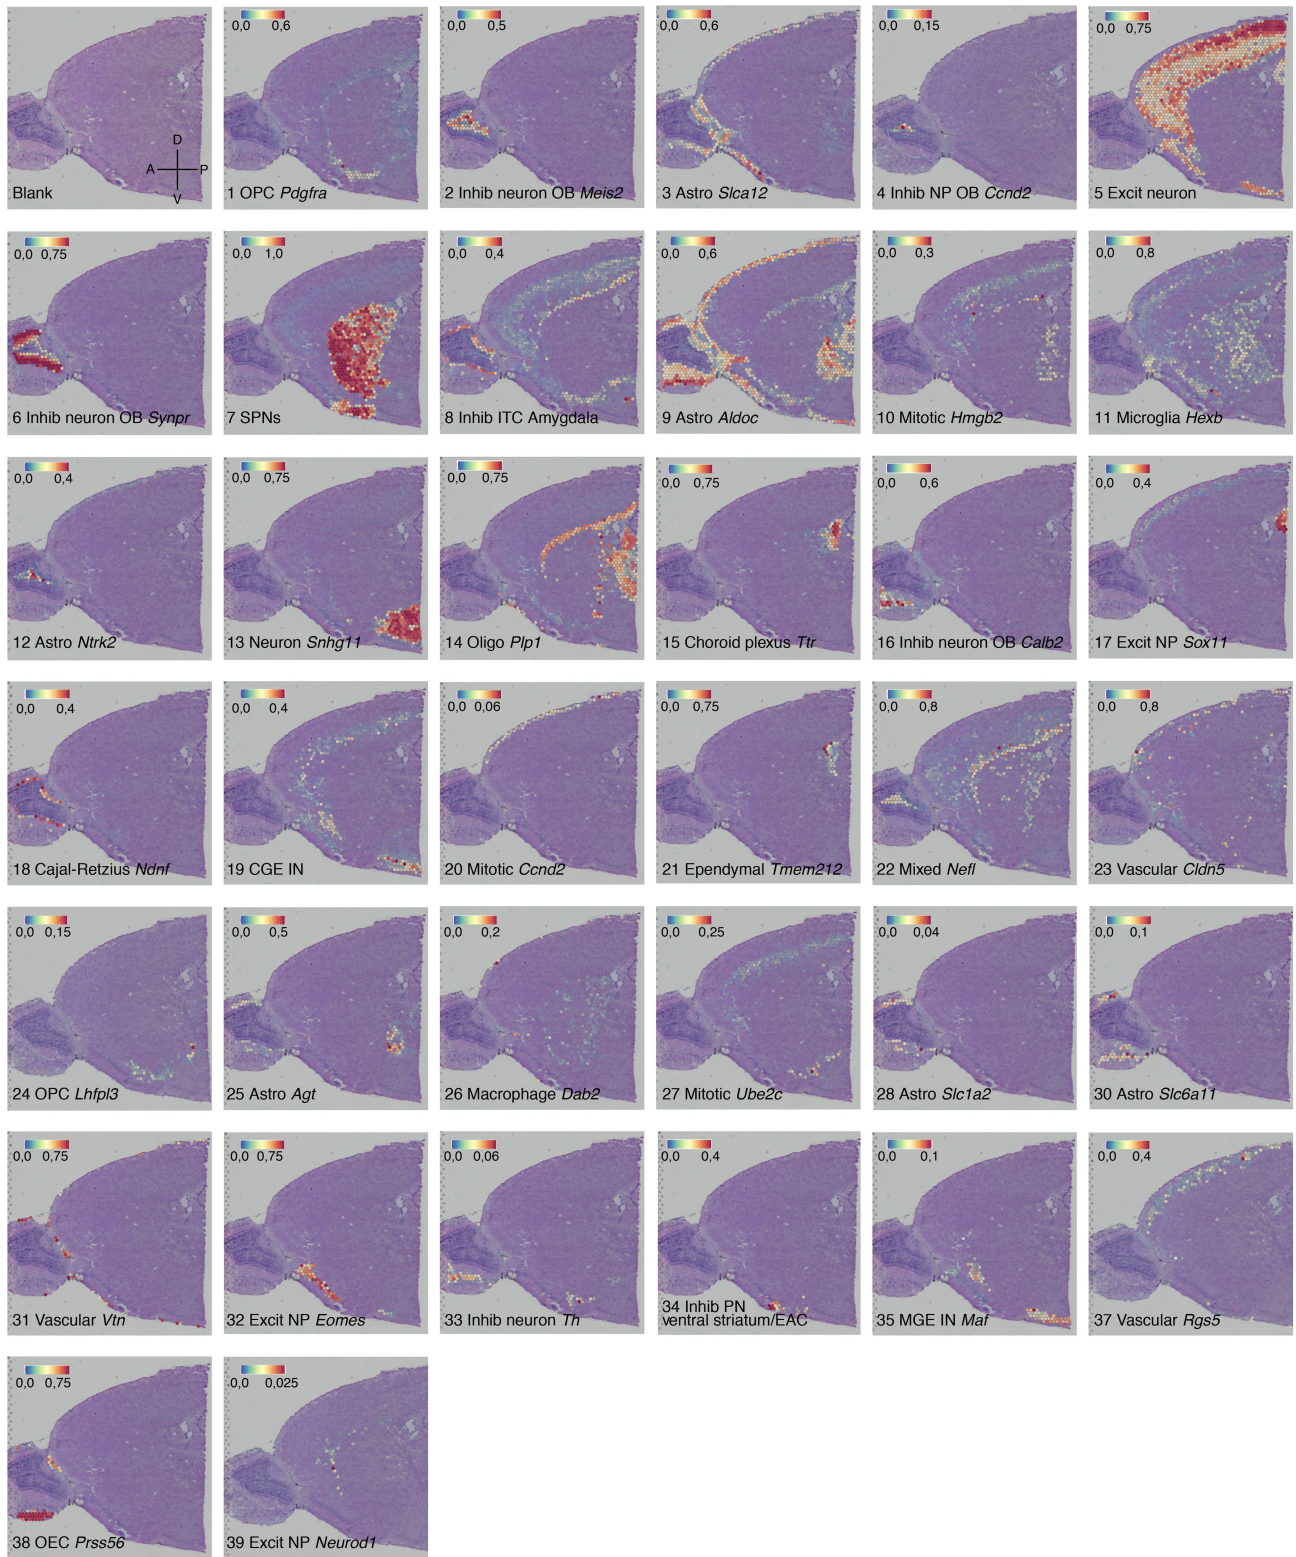 0,0 0,6
0,0 0,5
0,0 0,6
0,0 0,15
0,0 0,75
D
A P
V
Blank
1 OPC Pdgfra
2 Inhib neuron OB Meis2
3 Astro Slca12
4 Inhib NP OB Ccnd2
5 Excit neuron
0,0 0,75
0,0 1,0
0,0 0,4
0,0 0,6
0,0 0,3
0,0 0,8
6 Inhib neuron OB Synpr
7 SPNs
8 Inhib ITC Amygdala
9 Astro Aldoc
10 Mitotic Hmgb2
11 Microglia Hexb
0,0 0,4
0,0 0,75
0,0 0,75
0,0 0,75
0,0 0,6
0,0 0,4
12 Astro Ntrk2
13 Neuron Snhg11
14 Oligo Plp1
15 Choroid plexus Ttr
16 Inhib neuron OB Calb2
17 Excit NP Sox11
0,0 0,4
0,0 0,4
0,0 0,06
0,0 0,75
0,0 0,8
0,0 0,8
18 Cajal-Retzius Ndnf
19 CGE IN
20 Mitotic Ccnd2
21 Ependymal Tmem212
22 Mixed Nefl
23 Vascular Cldn5
0,0 0,15
0,0 0,5
0,0 0,2
0,0 0,25
0,0 0,04
0,0 0,1
24 OPC Lhfpl3
25 Astro Agt
26 Macrophage Dab2
27 Mitotic Ube2c
28 Astro Slc1a2
30 Astro Slc6a11
0,0 0,75
0,0 0,75
0,0 0,06
0,0 0,4
0,0 0,1
0,0 0,4
31 Vascular Vtn
32 Excit NP Eomes
33 Inhib neuron Th
34 Inhib PN
ventral striatum/EAC
35 MGE IN Maf
37 Vascular Rgs5
0,0 0,75
0,0 0,025
38 OEC Prss56
39 Excit NP Neurod1